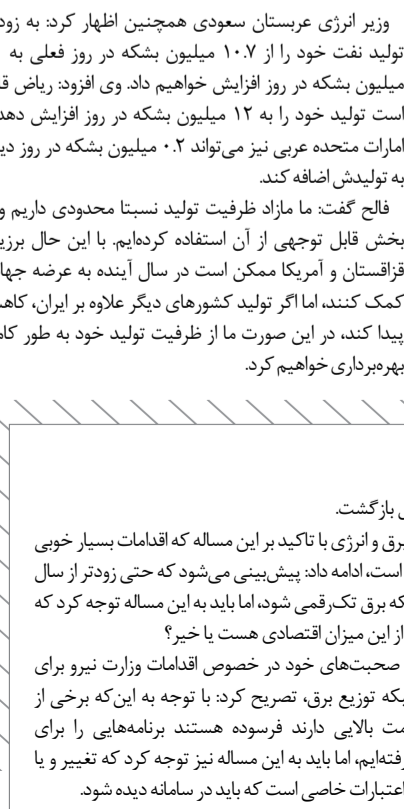 وزیر انرژی عربستان سعودی همچنین اظهار کرد: به زود
تولید نفت خود را از ۱۰.۷ میلیون بشکه در روز فعلی به
میلیون بشکه در روز افزایش خواهیم داد. وی افزود: ریاض قا
است تولید خود را به ۱۲ میلیون بشکه در روز افزایش دهد
امارات متحده عربی نیز می‌تواند ۰.۲ میلیون بشکه در روز دی
به تولیدش اضافه کند.
فالح گفت: ما مازاد ظرفیت تولید نسبتا محدودی داریم و
بخش قابل توجهی از آن استفاده کرده‌ایم. با این حال برزی
قزاقستان و آمریکا ممکن است در سال آینده به عرضه جها
کمک کنند، اما اگر تولید کشورهای دیگر علاوه بر ایران، کاهـ
پیدا کند، در این صورت ما از ظرفیت تولید خود به طور کام
بهره‌برداری خواهیم کرد.
بازگشت.
برق و انرژی با تاکید بر این مساله که اقدامات بسیار خوبی
است، ادامه داد: پیش‌بینی می‌شود که حتی زودتر از سال
که برق تک‌رقمی شود، اما باید به این مساله توجه کرد که
از این میزان اقتصادی هست یا خیر؟
صحبت‌های خود در خصوص اقدامات وزارت نیرو برای
بکه توزیع برق، تصریح کرد: با توجه به این‌که برخی از
مت بالایی دارند فرسوده هستند برنامه‌هایی را برای
رفته‌ایم، اما باید به این مساله نیز توجه کرد که تغییر و یا
اعتبارات خاصی است که باید در سامانه دیده شود.